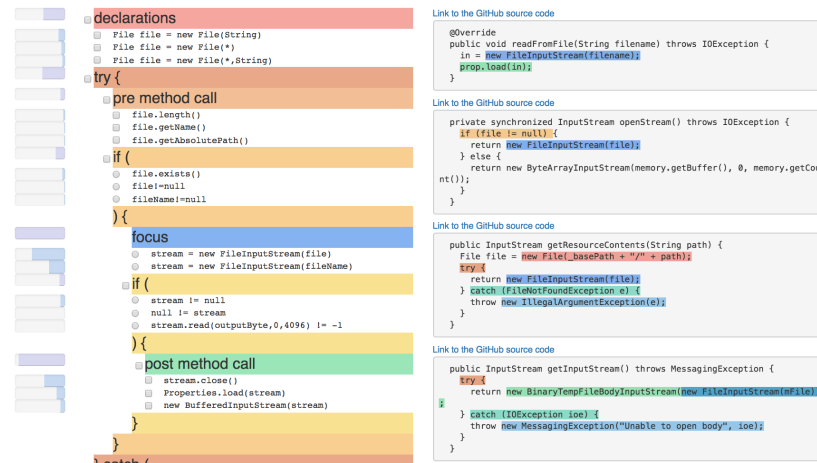 declarations
File file = new File(String)
File file = new File(*)
File file = new File(*,String)
try {
pre method call
file.length()
file.getName()
file.getAbsolutePath()
if (
file.exists()
file!=null
fileName!=null
) {
focus
stream = new FileInputStream(file)
stream = new FileInputStream(fileName)
if (
stream != null
null != stream
stream.read(outputByte,0,4096) != -1
) {
post method call
stream.close()
Properties.load(stream)
new BufferedInputStream(stream)
}
}
} catch (
Link to the GitHub source code
@Override
public void readFromFile(String filename) throws IOException {
in = new FileInputStream(filename);
prop.load(in);
}
Link to the GitHub source code
private synchronized InputStream openStream() throws IOException {
if (file != null) {
return new FileInputStream(file);
} else {
return new ByteArrayInputStream(memory.getBuffer(), 0, memory.getCo
nt());
}
}
Link to the GitHub source code
public InputStream getResourceContents(String path) {
File file = new File(_basePath + "/" + path);
try {
return new FileInputStream(file);
} catch (FileNotFoundException e) {
throw new IllegalArgumentException(e);
}
}
Link to the GitHub source code
public InputStream getInputStream() throws MessagingException {
try {
return new BinaryTempFileBodyInputStream(new FileInputStream(mFile)
;
} catch (IOException ioe) {
throw new MessagingException("Unable to open body", ioe);
}
}